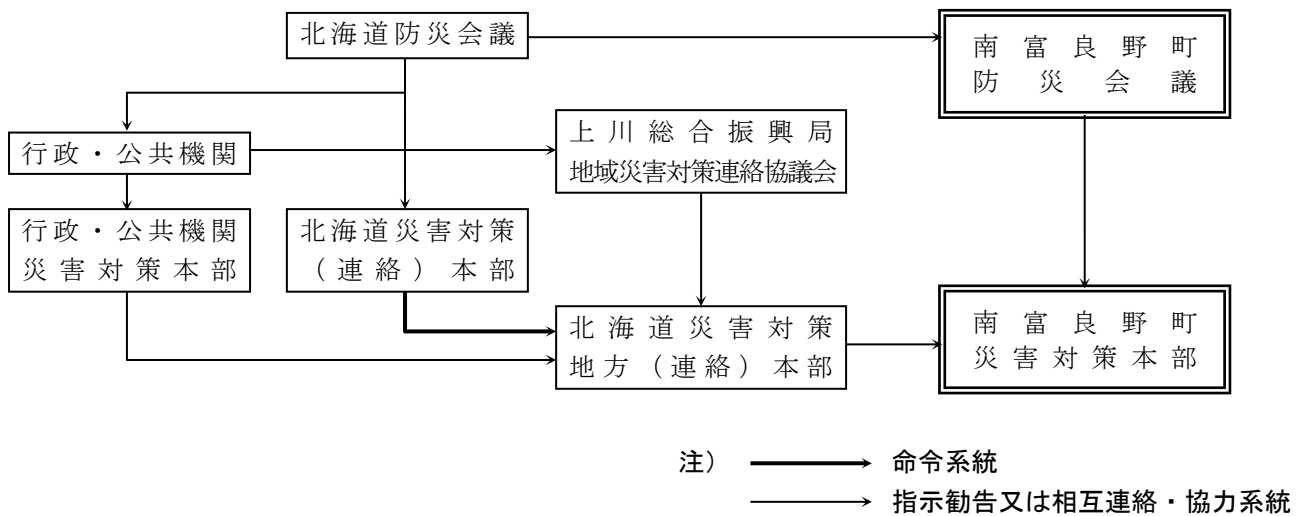 北海道防災会議
南富良野町
防災会議
行政・公共機関
上川総合振興局
地域災害対策連絡協議会
行政・公共機関
災害対策本部
北海道災害対策
（連絡）本部
北海道災害対策
地方（連絡）本部
南富良野町
災害対策本部
注） 命令系統
指示勧告又は相互連絡・協力系統